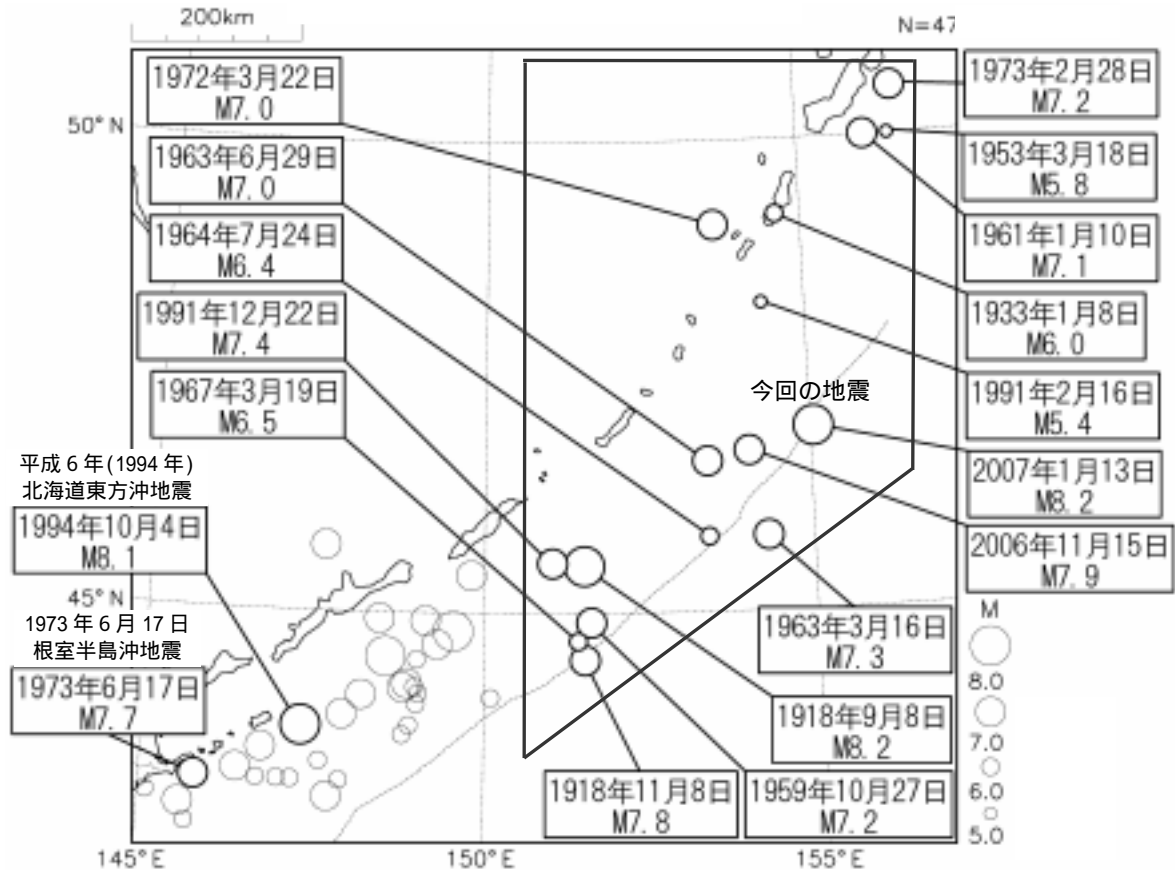 200km
N=47
1972年3月22日
M7.0
50°N
1963年6月29日
M7.0
1964年7月24日
M6.4
1991年12月22日
M7.4
1967年3月19日
M6.5
平成6年(1994年)
北海道東方沖地震
1994年10月4日
M8.1
45°N
1973年6月17日
根室半島沖地震
1973年6月17日
M7.7
今回の地震
1973年2月28日
M7.2
1953年3月18日
M5.8
1961年1月10日
M7.1
1933年1月8日
M6.0
1991年2月16日
M5.4
2007年1月13日
M8.2
2006年11月15日
M7.9
1963年3月16日
M7.3
1918年9月8日
M8.2
1918年11月8日
M7.8
1959年10月27日
M7.2
M
8.0
7.0
6.0
5.0
145°E
150°E
155°E